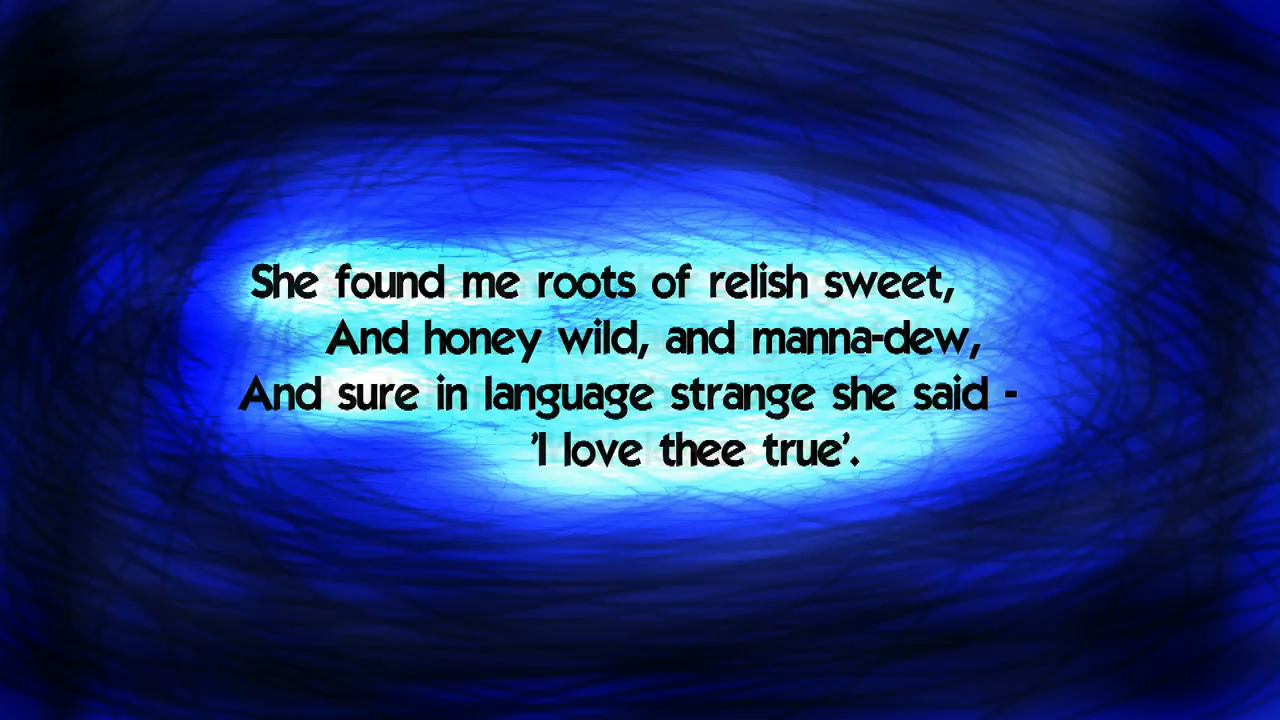 She found me roots of relish sweet,
And honey wild, and manna-dew,
And sure in language strange she said -
'I love thee true'.